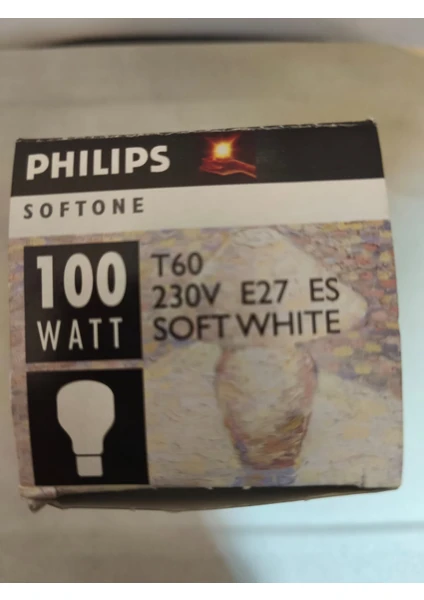 PHILIPS
SOFTONE
100
WATT
T60
230V E27 ES
SOFT WHITE